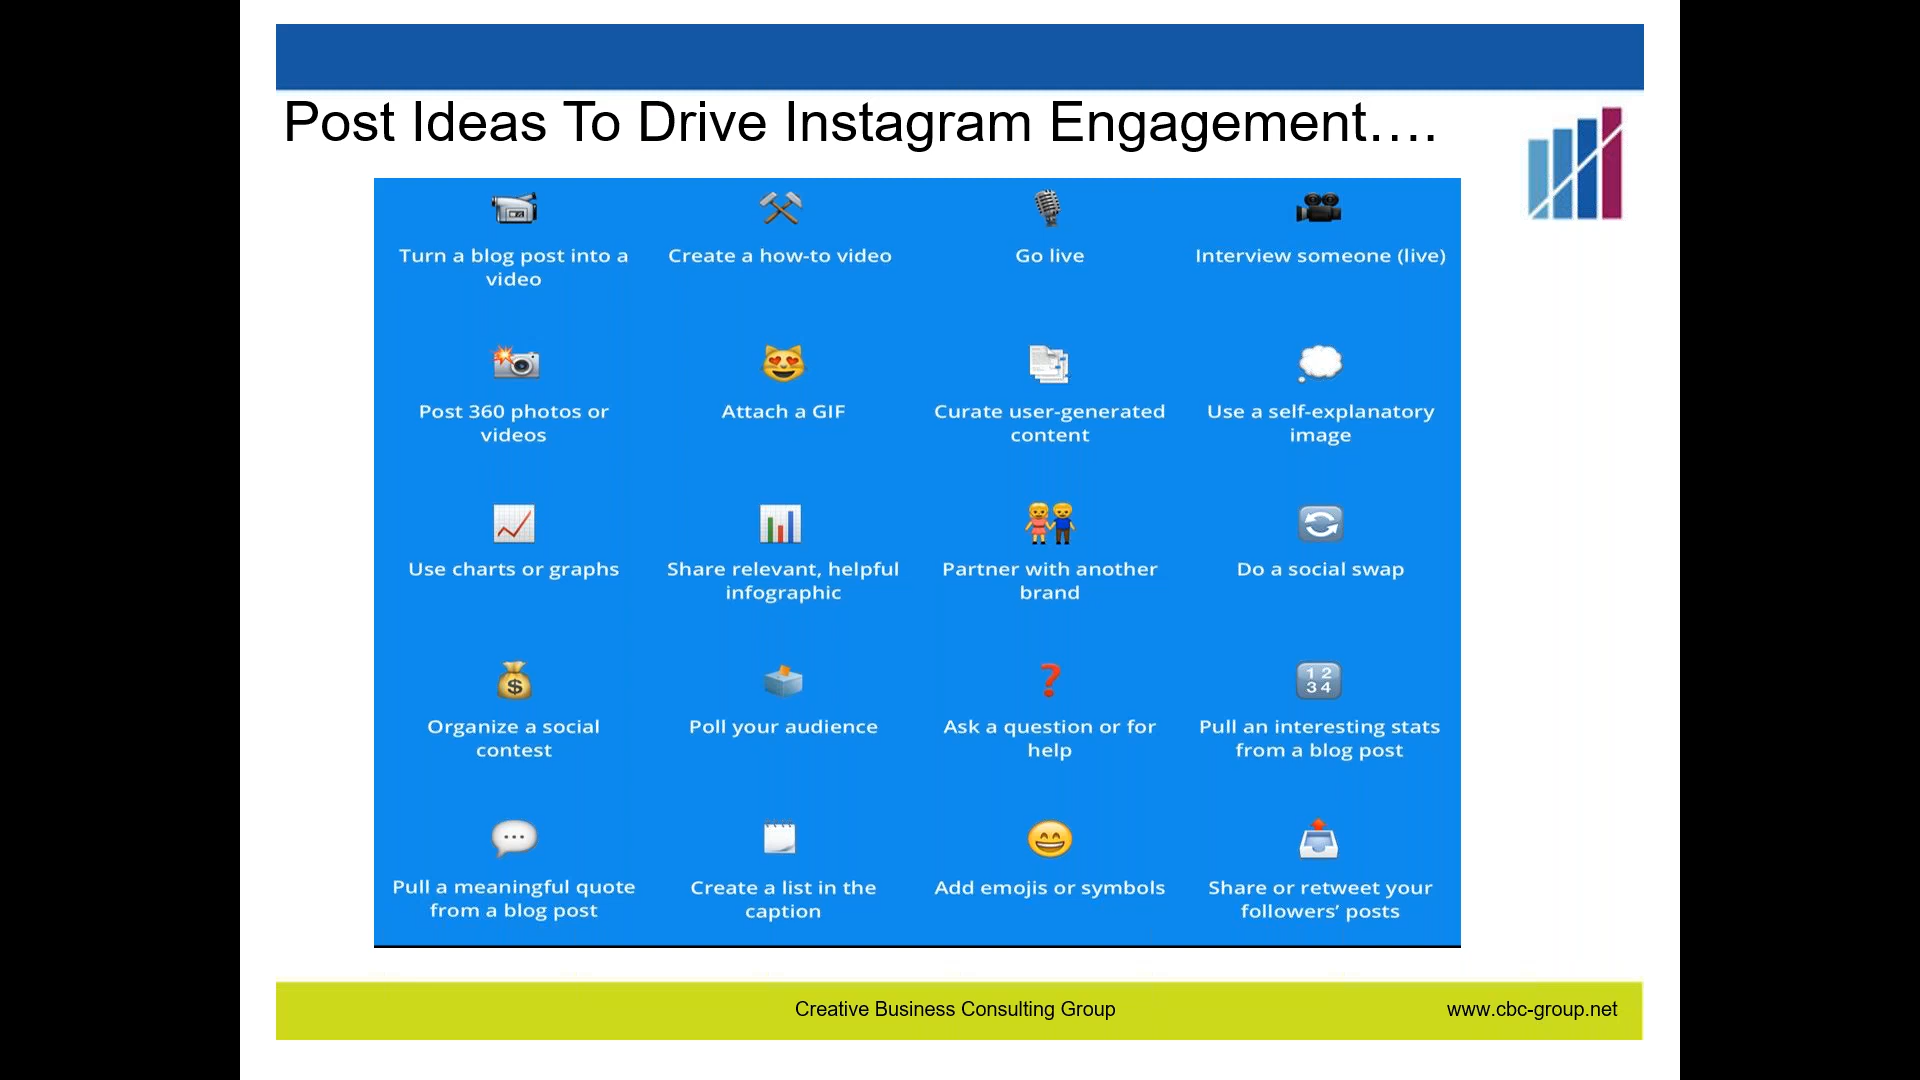 Post Ideas To Drive Instagram Engagement….
Turn a blog post into a
video
Create a how-to video
Go live
Interview someone (live)
Post 360 photos or
videos
Attach a GIF
Curate user-generated
content
Use a self-explanatory
image
Use charts or graphs
Share relevant, helpful
infographic
Partner with another
brand
Do a social swap
Organize a social
contest
Poll your audience
Ask a question or for
help
1 2
3 4
Pull an interesting stats
from a blog post
Pull a meaningful quote
from a blog post
Create a list in the
caption
Add emojis or symbols
Share or retweet your
followers’ posts
Creative Business Consulting Group
www.cbc-group.net